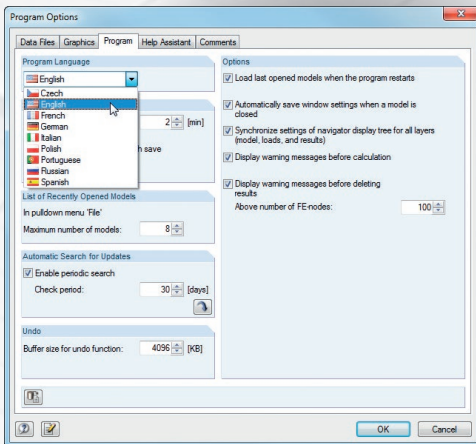 Program Options
Data Files Graphics Program Help Assistant Comments
Program Language
English
Czech
English
French
German
Italian
Polish
Portuguese
Russian
Spanish
2 [min]
h save
List of Recently Opened Models
In pulldown menu 'File'
Maximum number of models: 8
Automatic Search for Updates
Enable periodic search
Check period: 30 [days]
Undo
Buffer size for undo function: 4096 [KB]
Options
Load last opened models when the program restarts
Automatically save window settings when a model is
closed
Synchronize settings of navigator display tree for all layers
(model, loads, and results)
Display warning messages before calculation
Display warning messages before deleting
results
Above number of FE-nodes: 100
OK Cancel